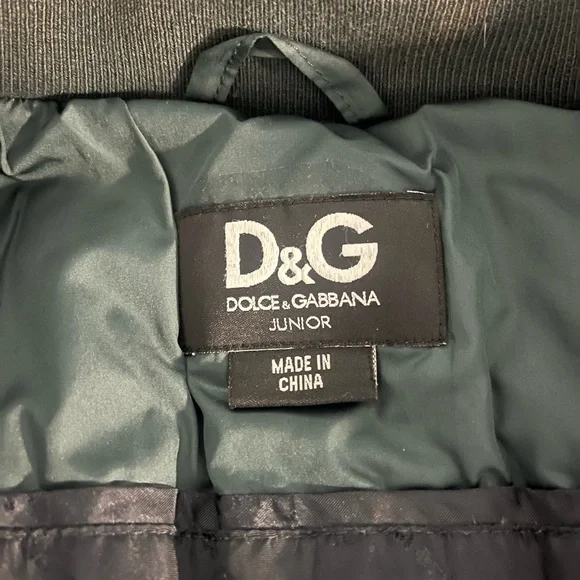 D&G
DOLCE & GABBANA
JUNIOR
MADE IN
CHINA